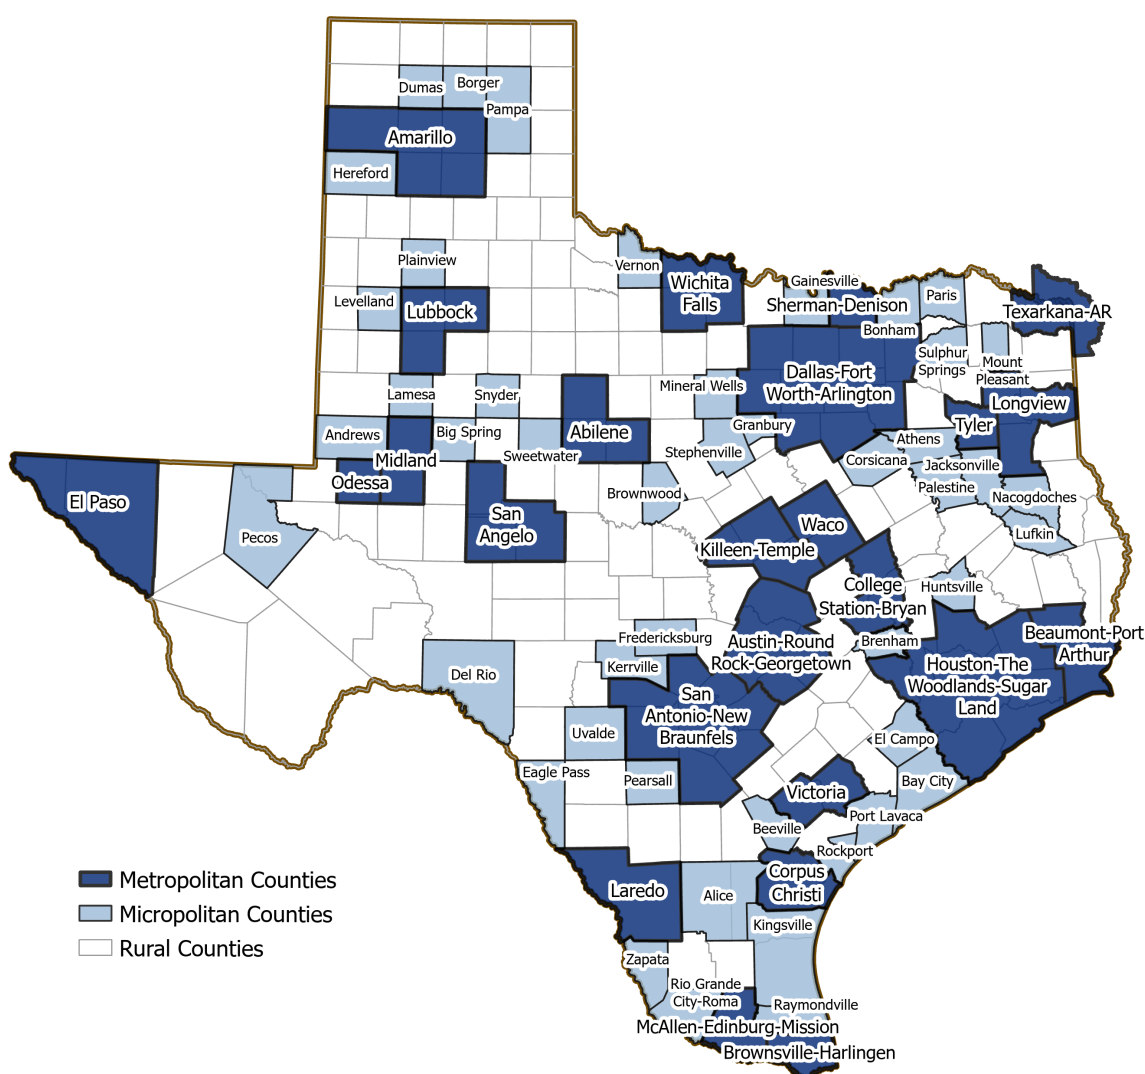 Dumas
Borger
Pampa
Amarillo
Hereford
Plainview
Vernon
Wichita
Falls
Gainesville
Sherman-Denison
Paris
Texarkana-AR
Levelland
Lubbock
Bonham
Sulphur
Springs
Mount
Pleasant
Dallas-Fort
Worth-Arlington
Mineral Wells
Lamesa
Snyder
Longview
Tyler
Granbury
Andrews
Big Spring
Abilene
Athens
Midland
Sweetwater
Stephenville
Corsicana
Jacksonville
Odessa
Brownwood
Palestine
Nacogdoches
El Paso
San
Angelo
Waco
Pecos
Lufkin
Killeen-Temple
College
Station-Bryan
Huntsville
Fredericksburg
Austin-Round
Rock-Georgetown
Brenham
Beaumont-Port
Arthur
Kerrville
Houston-The
Woodlands-Sugar
Land
Del Rio
San
Antonio-New
Braunfels
Uvalde
El Campo
Eagle Pass
Pearsall
Bay City
Victoria
Port Lavaca
Beeville
Rockport
Metropolitan Counties
Micropolitan Counties
Rural Counties
Laredo
Alice
Corpus
Christi
Kingsville
Zapata
Rio Grande
City-Roma
Raymondville
McAllen-Edinburg-Mission
Brownsville-Harlingen